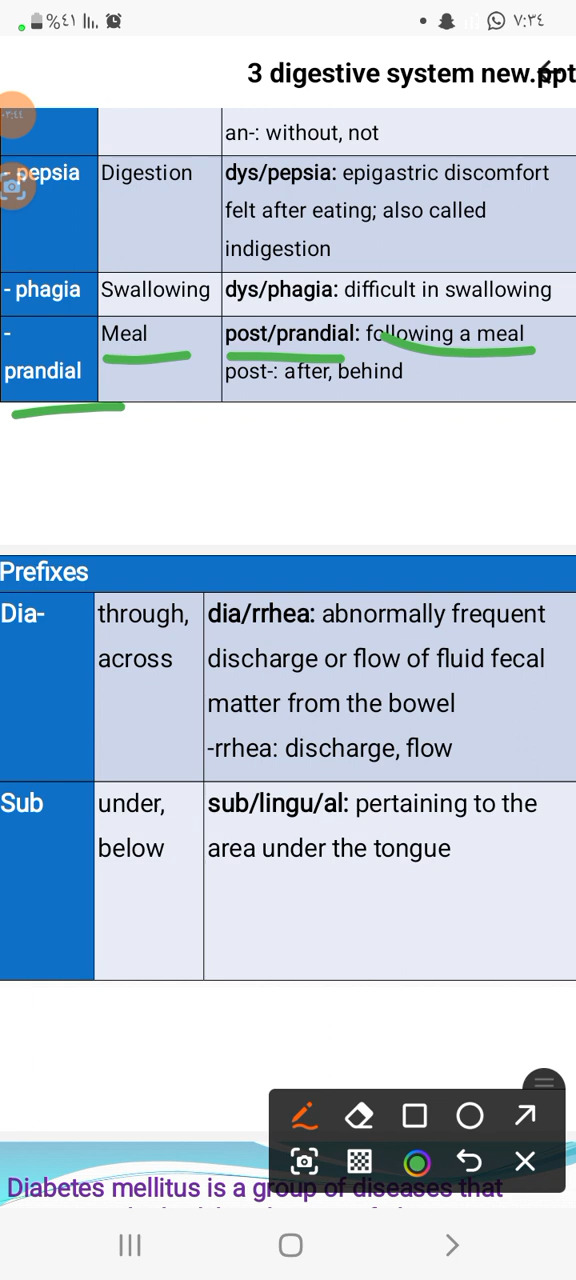 %٤١
٧:٣٤
3 digestive system new.ppt
٠٣:٤٤
an-: without, not
- pepsia
Digestion
dys/pepsia: epigastric discomfort
felt after eating; also called
indigestion
- phagia
Swallowing
dys/phagia: difficult in swallowing
-
prandial
Meal
post/prandial: following a meal
post-: after, behind
Prefixes
Dia-
through,
across
dia/rrhea: abnormally frequent
discharge or flow of fluid fecal
matter from the bowel
-rrhea: discharge, flow
Sub
under,
below
sub/lingu/al: pertaining to the
area under the tongue
Diabetes mellitus is a group of diseases that